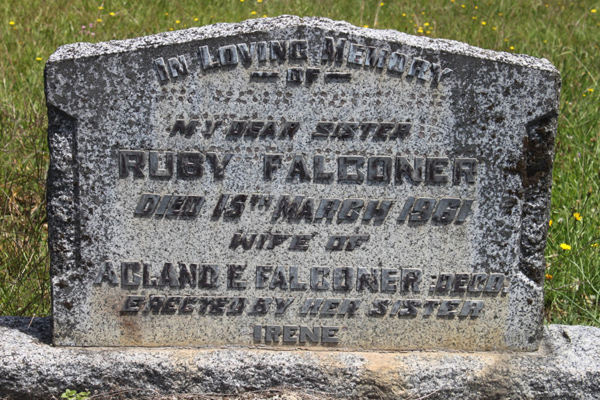 IN LOVING MEMORY
OF
MY DEAR SISTER
RUBY FALCONER
DIED 15TH MARCH 1961
WIFE OF
ACLAND E FALCONER DECD
ERECTED BY HER SISTER
IRENE